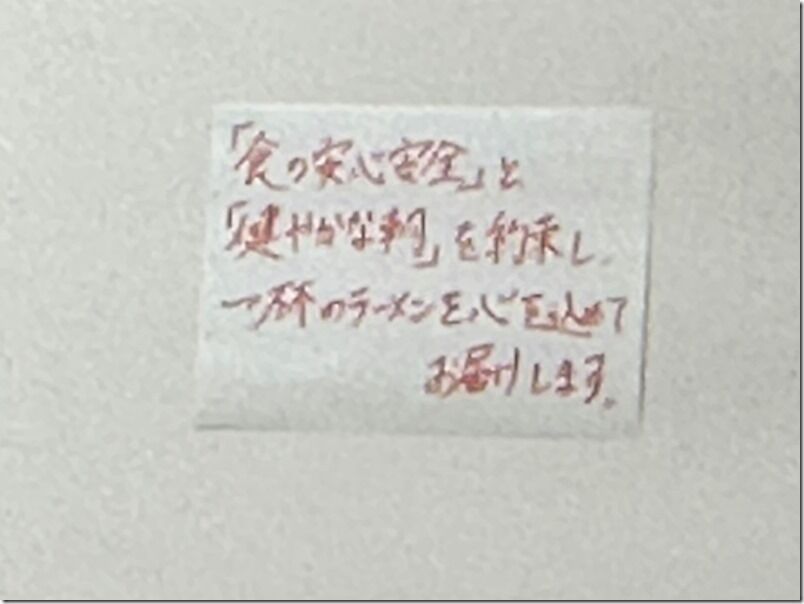 「食の安心安全」と
「健やかな朝」を約束し
一杯のラーメンを心を込めて
お届けします。